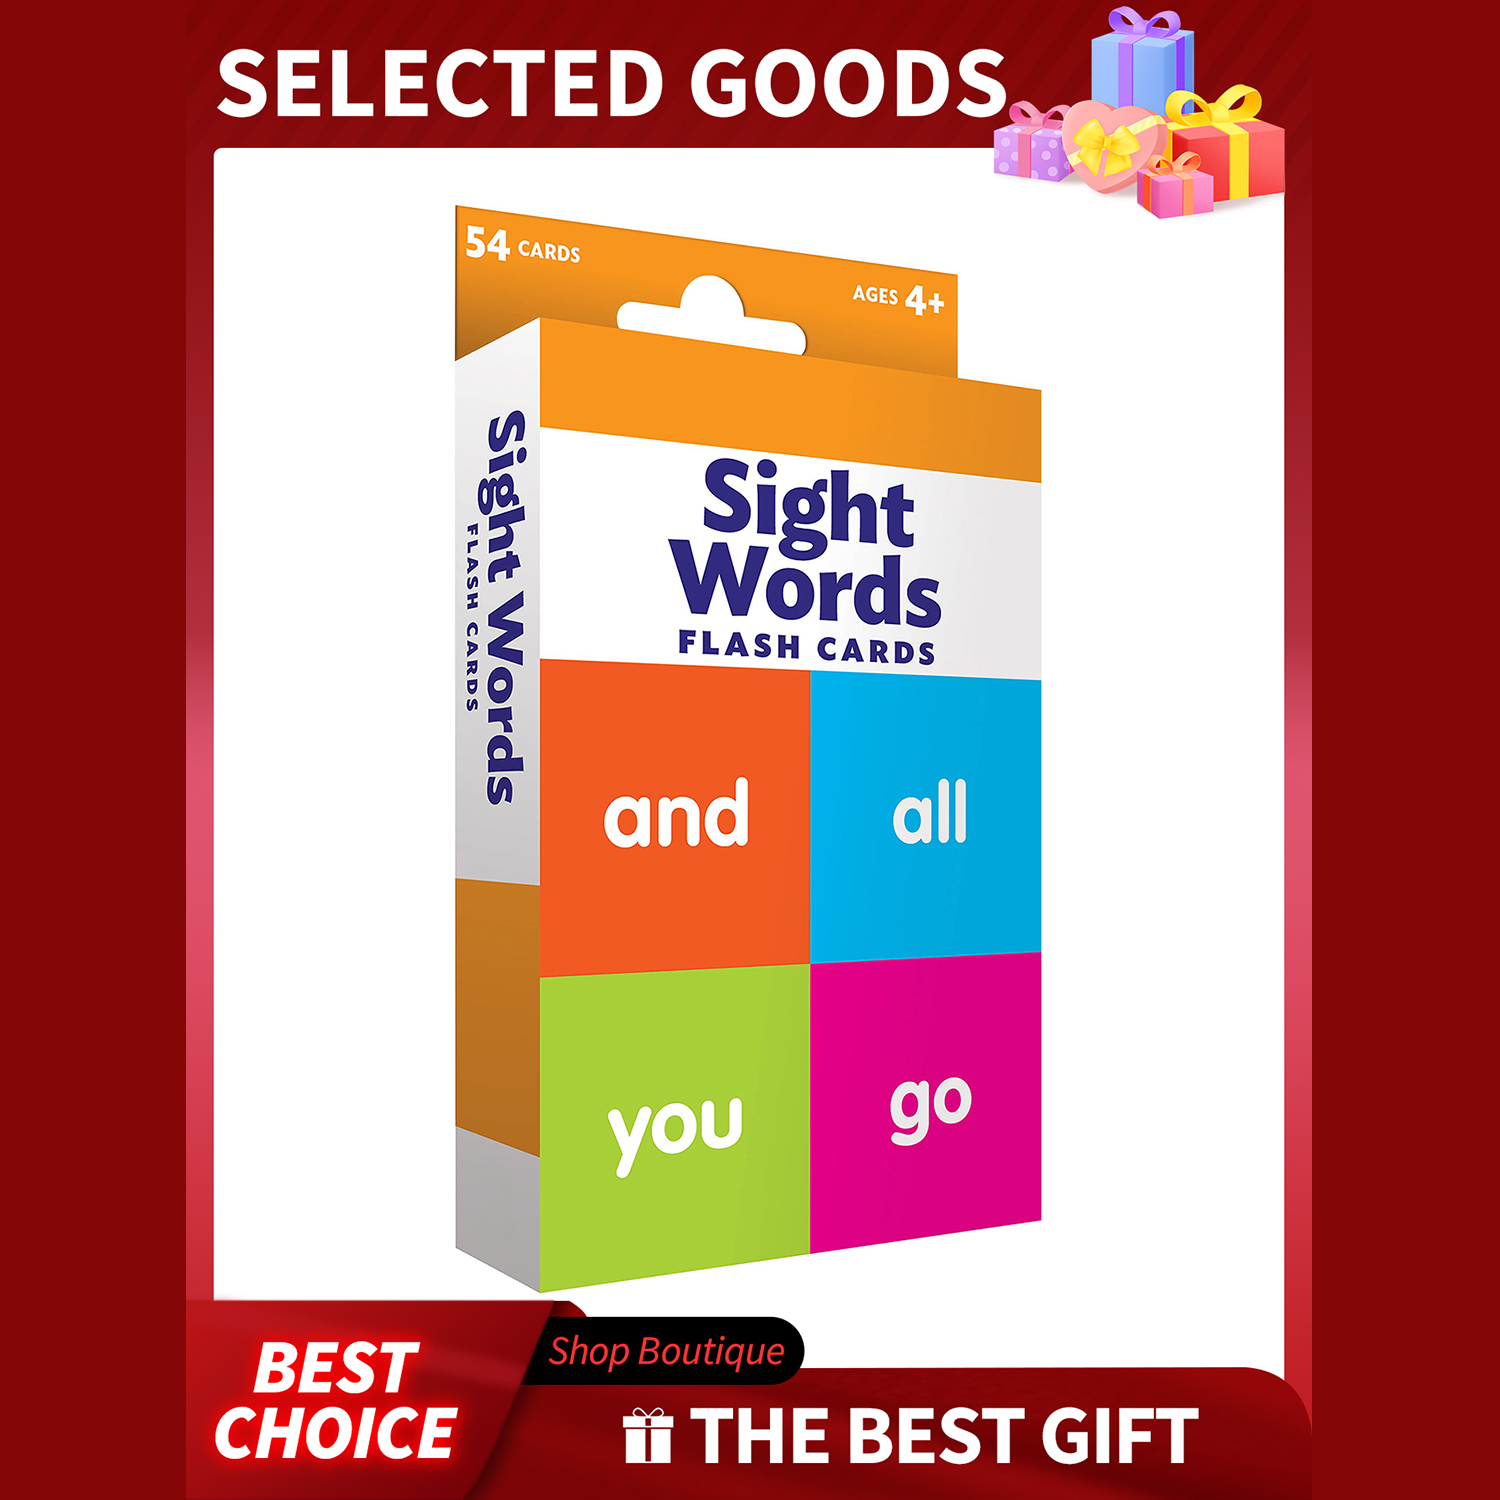 SELECTED GOODS
54 CARDS
AGES 4+
Sight Words
FLASH CARDS
Sight
Words
FLASH CARDS
and
all
you
go
Shop Boutique
BEST
CHOICE
THE BEST GIFT